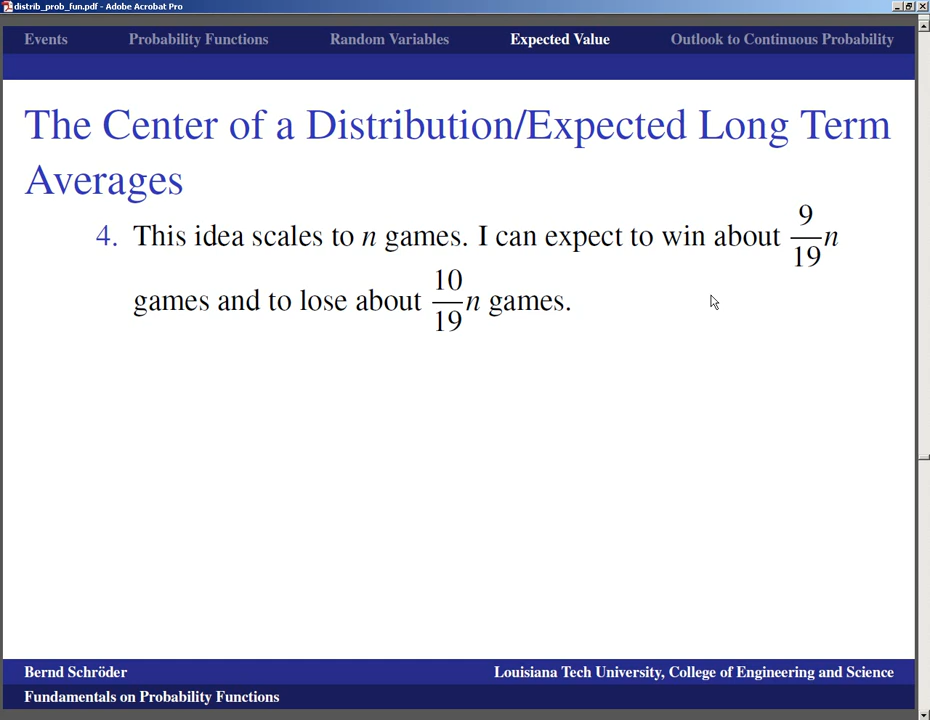 distrib_prob_fun.pdf - Adobe Acrobat Pro
Events Probability Functions Random Variables Expected Value Outlook to Continuous Probability
The Center of a Distribution/Expected Long Term
Averages
4. This idea scales to n games. I can expect to win about 9/19 n
games and to lose about 10/19 n games.
Bernd Schröder Louisiana Tech University, College of Engineering and Science
Fundamentals on Probability Functions